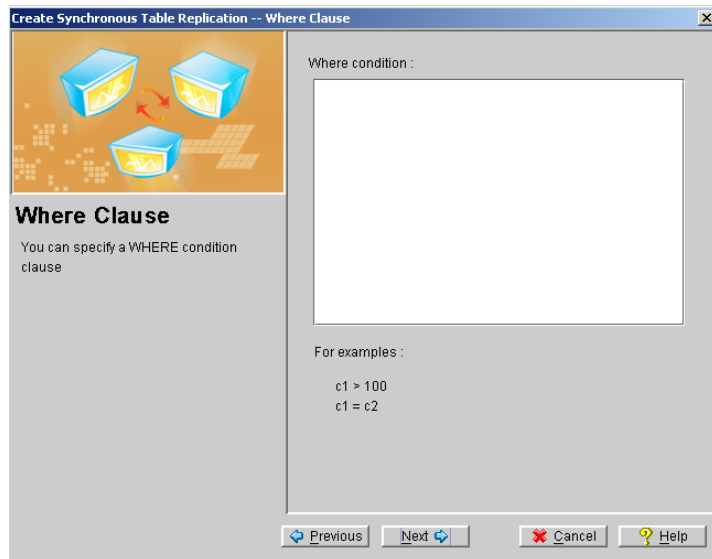 Create Synchronous Table Replication -- Where Clause
Where Clause
You can specify a WHERE condition
clause
Where condition :
For examples :
c1 > 100
c1 = c2
Previous
Next
Cancel
Help